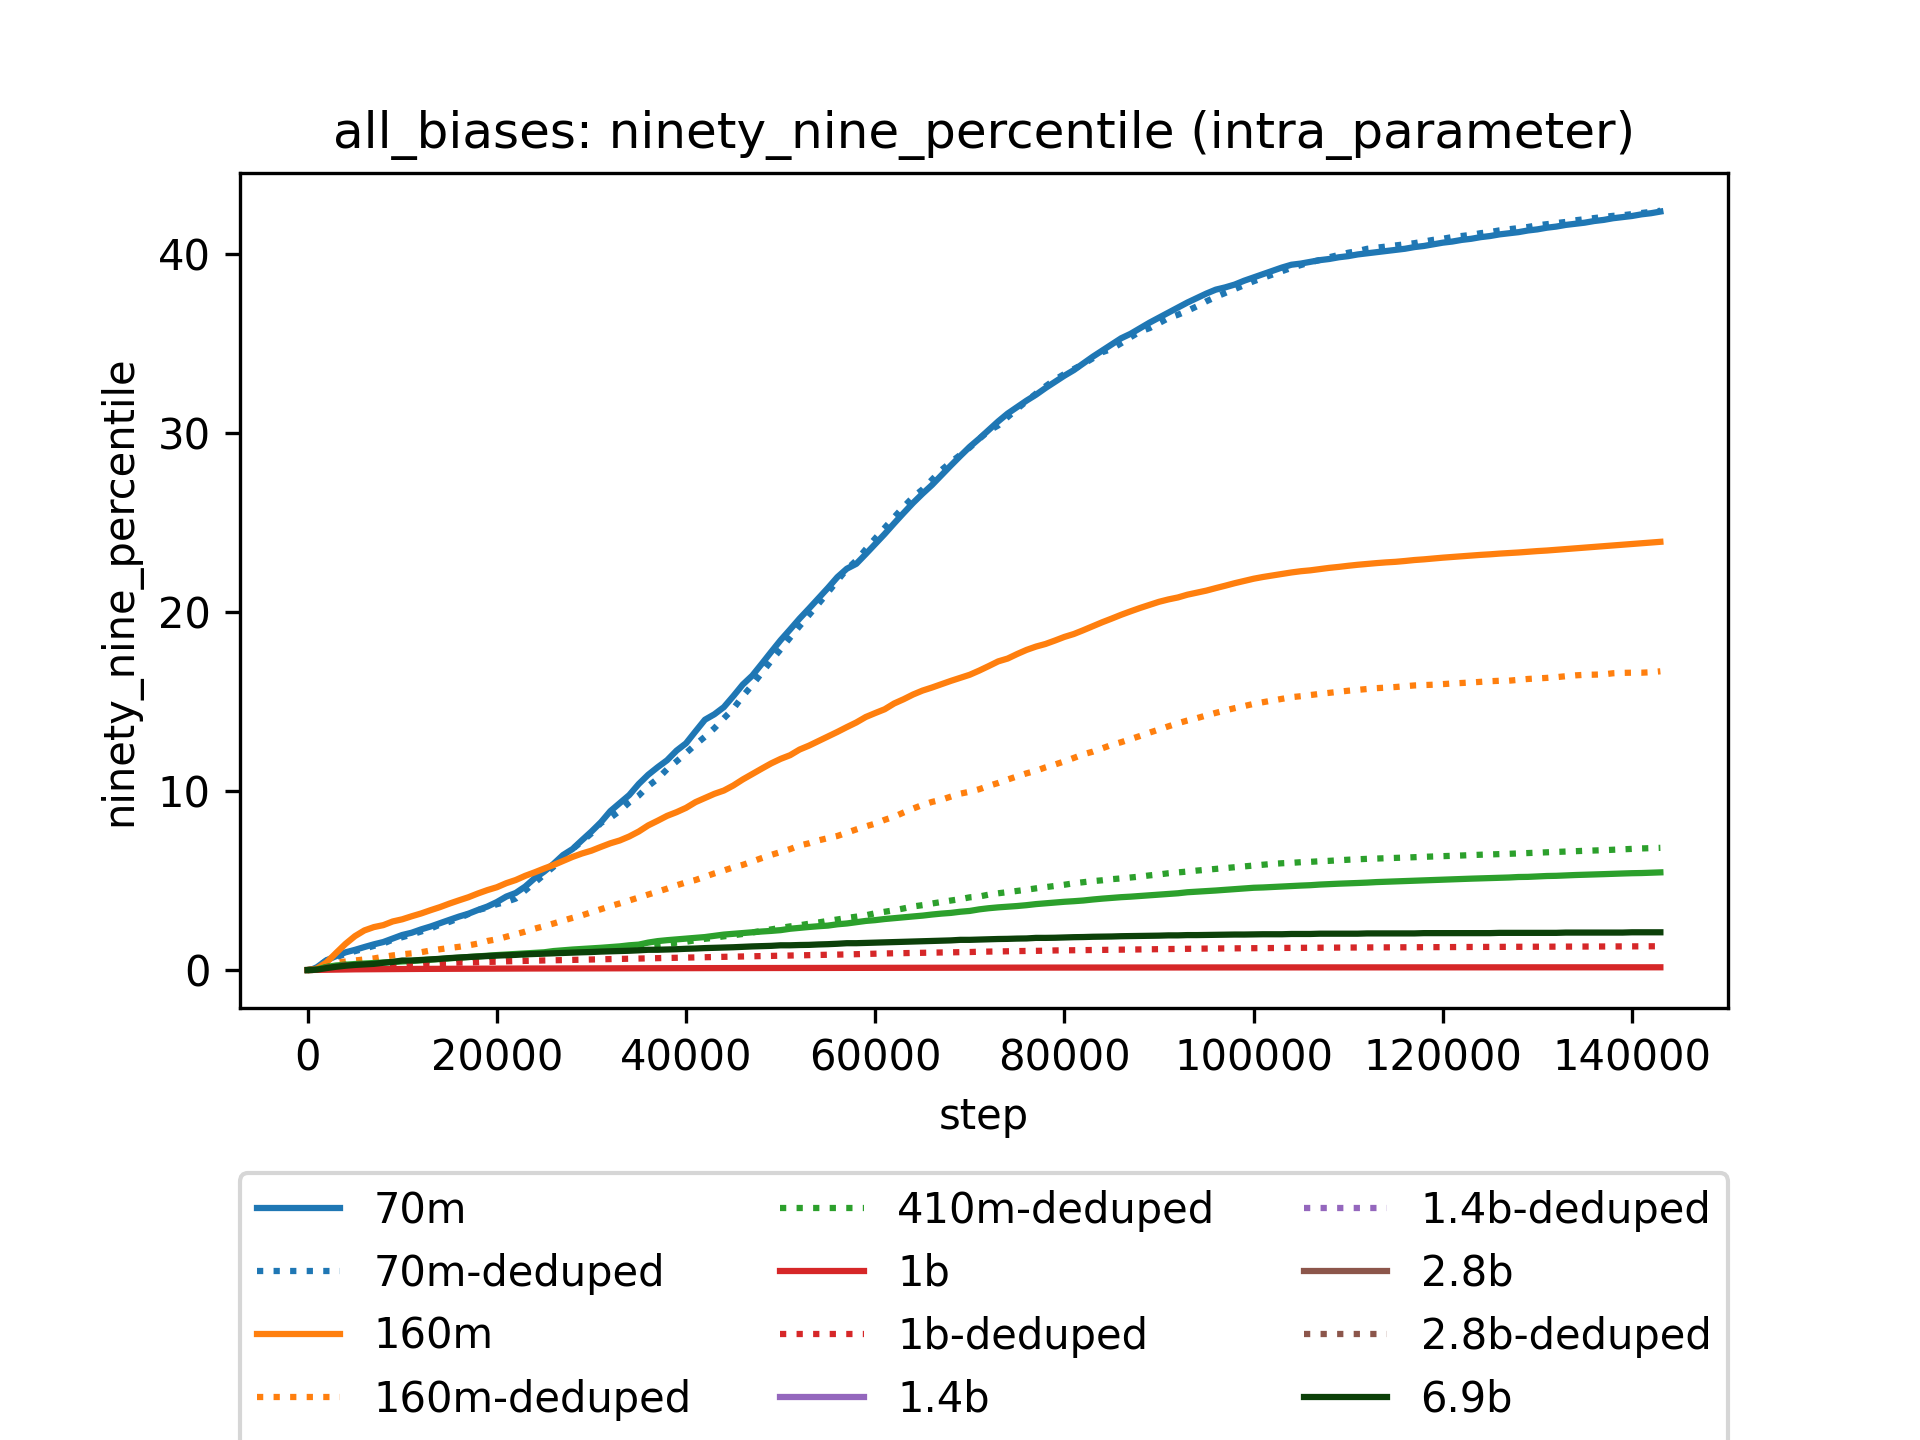 all_biases: ninety_nine_percentile (intra_parameter)
ninety_nine_percentile
40
30
20
10
0
0 20000 40000 60000 80000 100000 120000 140000
step
70m
70m-deduped
160m
160m-deduped
410m-deduped
1b
1b-deduped
1.4b
1.4b-deduped
2.8b
2.8b-deduped
6.9b